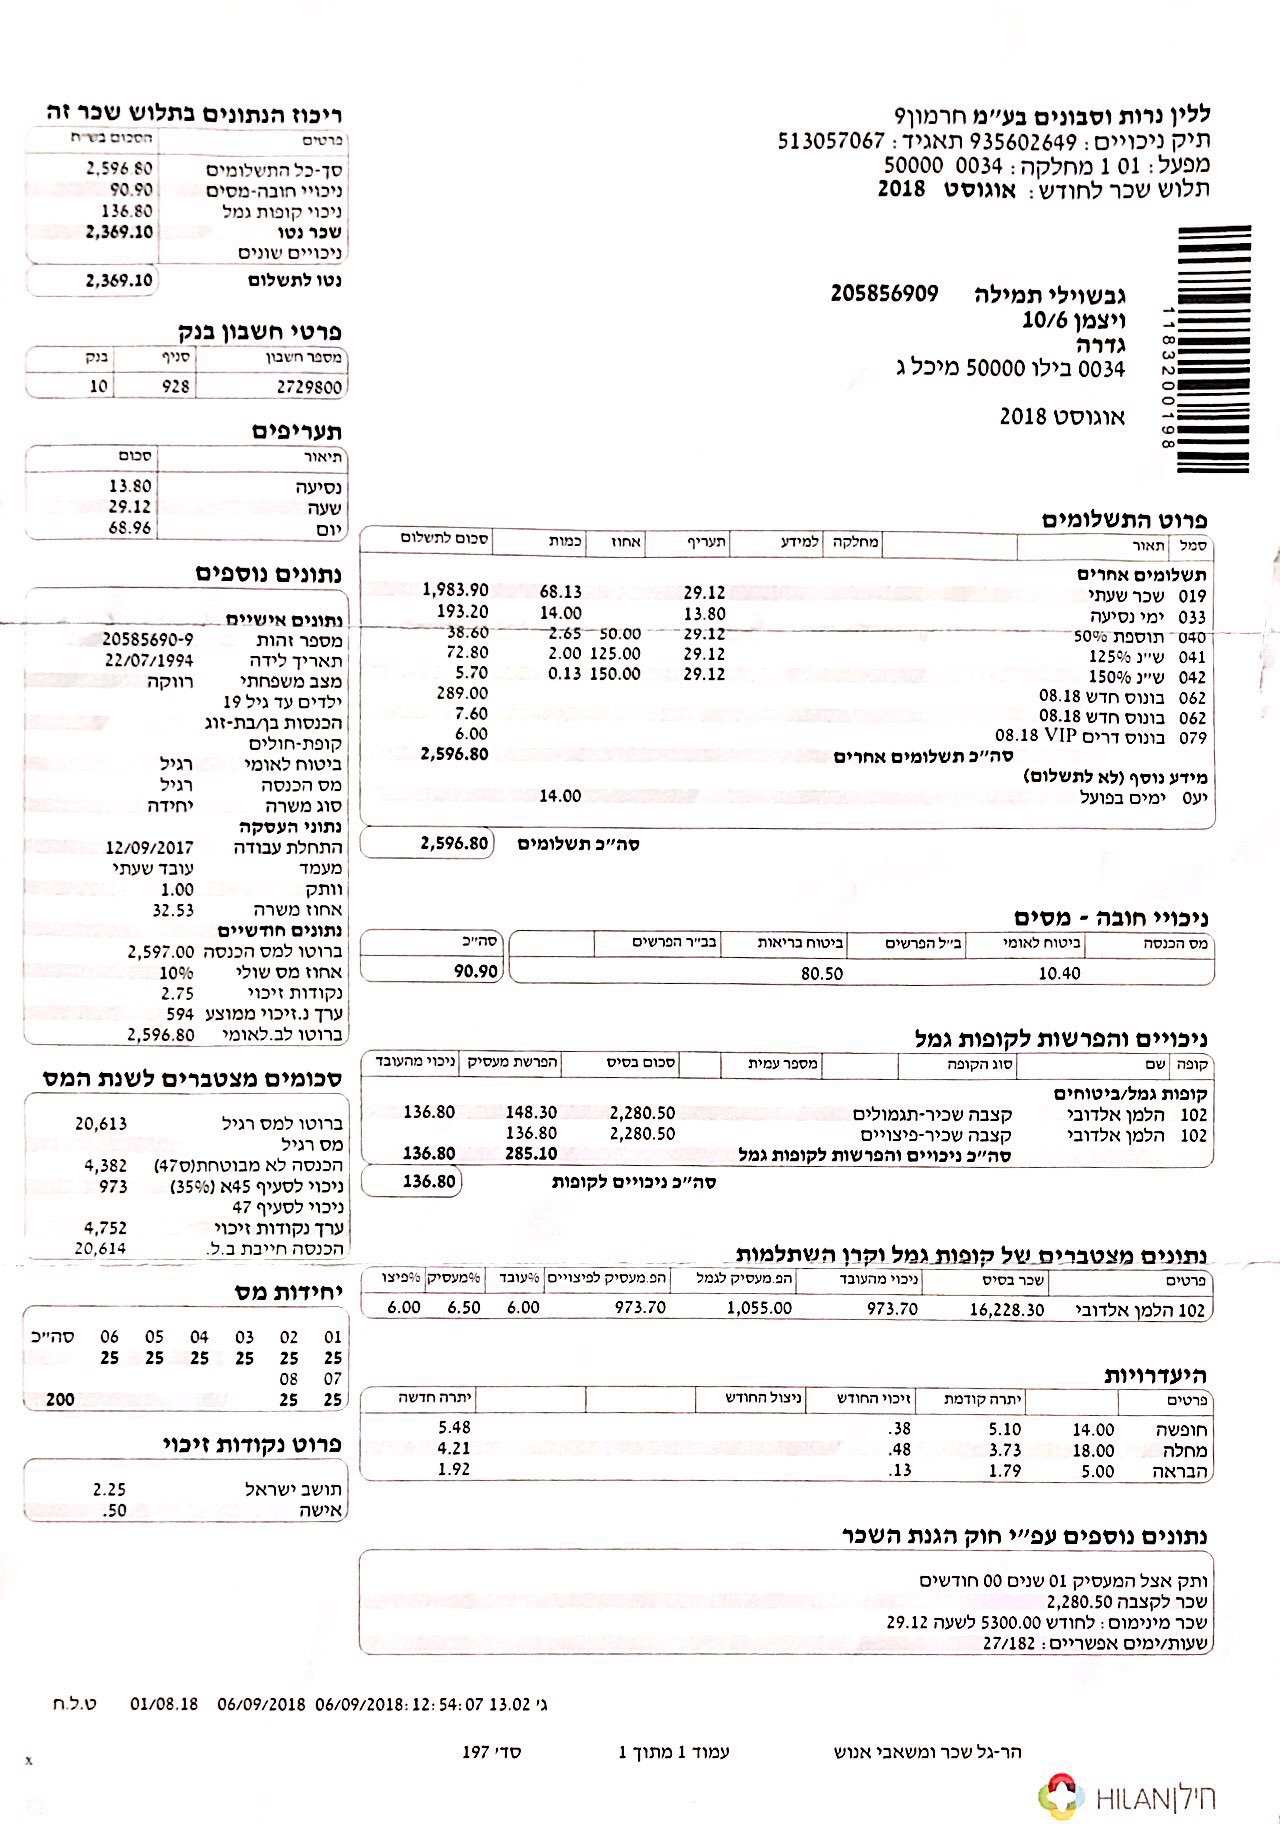 ללין נרות וסבונים בע״מ חרמון9
תיק ניכויים: 935602649 תאגיד: 513057067
מפעל: 01 1 מחלקה: 0034 50000
תלוש שכר לחודש: אוגוסט 2018
גבשוילי תמילה 205856909
ויצמן 10/6
גדרה
0034 בילו 50000 מיכל ג
אוגוסט 2018
118320019 8
ריכוז הנתונים בתלוש שכר זה
פרטים הסכום בש״ח
סך-כל התשלומים 2,596.80
ניכויי חובה-מסים 90.90
ניכוי קופות גמל 136.80
שכר נטו 2,369.10
ניכויים שונים
נטו לתשלום 2,369.10
פרטי חשבון בנק
מספר חשבון סניף בנק
2729800 928 10
תעריפים
תיאור סכום
נסיעה 13.80
שעה 29.12
יום 68.96
נתונים נוספים
נתונים אישיים
מספר זהות 20585690-9
תאריך לידה 22/07/1994
מצב משפחתי רווקה
ילדים עד גיל 19
הכנסות בן/בת-זוג
קופת-חולים
ביטוח לאומי רגיל
מס הכנסה רגיל
סוג משרה יחידה
נתוני העסקה
התחלת עבודה 12/09/2017
מעמד עובד שעתי
וותק 1.00
אחוז משרה 32.53
נתונים חודשיים
ברוטו למס הכנסה 2,597.00
אחוז מס שולי 10%
נקודות זיכוי 2.75
ערך נ.זיכוי ממוצע 594
ברוטו לב.לאומי 2,596.80
סכומים מצטברים לשנת המס
ברוטו למס רגיל 20,613
מס רגיל
הכנסה לא מבוטחת(ס47) 4,382
ניכוי לסעיף 45א (35%) 973
ניכוי לסעיף 47
ערך נקודות זיכוי 4,752
הכנסה חייבת ב.ל. 20,614
יחידות מס
01 02 03 04 05 06 סה״כ
25 25 25 25 25 25
07 08
25 25 200
פרוט נקודות זיכוי
תושב ישראל 2.25
אישה .50
פרוט התשלומים
סמל תאור מחלקה למידע תעריף אחוז כמות סכום לתשלום
תשלומים אחרים
019 שכר שעתי 29.12 68.13 1,983.90
033 ימי נסיעה 13.80 14.00 193.20
040 תוספת 50% 29.12 50.00 2.65 38.60
041 ש״נ 125% 29.12 125.00 2.00 72.80
042 ש״נ 150% 29.12 150.00 0.13 5.70
062 בונוס חדש 08.18 289.00
062 בונוס חדש 08.18 7.60
079 בונוס דרים VIP 08.18 6.00
סה״כ תשלומים אחרים 2,596.80
מידע נוסף (לא לתשלום)
יע0 ימים בפועל 14.00
סה״כ תשלומים 2,596.80
ניכויי חובה - מסים
מס הכנסה ביטוח לאומי ב״ל הפרשים ביטוח בריאות בב״ר הפרשים סה״כ
10.40 80.50 90.90
ניכויים והפרשות לקופות גמל
קופה שם סוג הקופה מספר עמית סכום בסיס הפרשת מעסיק ניכוי מהעובד
קופות גמל/ביטוחים
102 הלמן אלדובי קצבה שכיר-תגמולים 2,280.50 148.30 136.80
102 הלמן אלדובי קצבה שכיר-פיצויים 2,280.50 136.80
סה״כ ניכויים והפרשות לקופות גמל 285.10 136.80
סה״כ ניכויים לקופות 136.80
נתונים מצטברים של קופות גמל וקרן השתלמות
פרטים שכר בסיס ניכוי מהעובד הפ.מעסיק לגמל הפ.מעסיק לפיצויים %עובד %מעסיק %פיצו
102 הלמן אלדובי 16,228.30 973.70 1,055.00 973.70 6.00 6.50 6.00
היעדרויות
פרטים יתרה קודמת זיכוי החודש ניצול החודש יתרה חדשה
חופשה 14.00 5.10 .38 5.48
מחלה 18.00 3.73 .48 4.21
הבראה 5.00 1.79 .13 1.92
נתונים נוספים עפ״י חוק הגנת השכר
ותק אצל המעסיק 01 שנים 00 חודשים
שכר לקצבה 2,280.50
שכר מינימום: לחודש 5300.00 לשעה 29.12
שעות/ימים אפשריים: 27/182
ג׳ 13.02 06/09/2018:12:54:07 06/09/2018 01/08.18 ט.ל.ח
הר-גל שכר ומשאבי אנוש עמוד 1 מתוך 1 סד׳ 197
x
חילן HILAN